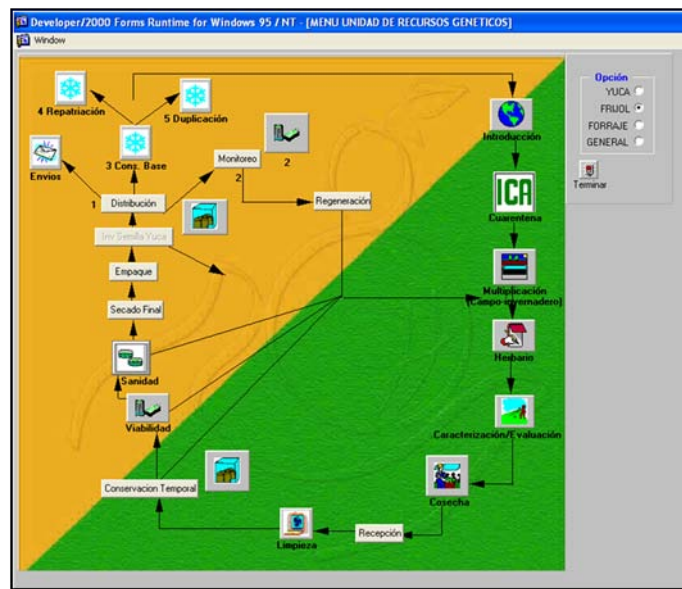 Developer/2000 Forms Runtime for Windows 95 / NT - [MENU UNIDAD DE RECURSOS GENETICOS]
Window
4 Repatriación
5 Duplicación
3 Cons. Base
Envios
Monitoreo
2
2
1
Distribución
Inv Semilla Yuca
Empaque
Secado Final
Sanidad
Viabilidad
Conservacion Temporal
Regeneración
Introducción
ICA
Cuarentena
Multiplicación
(Campo-invernadero)
Herbario
Caracterización/Evaluación
Cosecha
Recepción
Limpieza
Opción
YUCA
FRIJOL
FORRAJE
GENERAL
Terminar